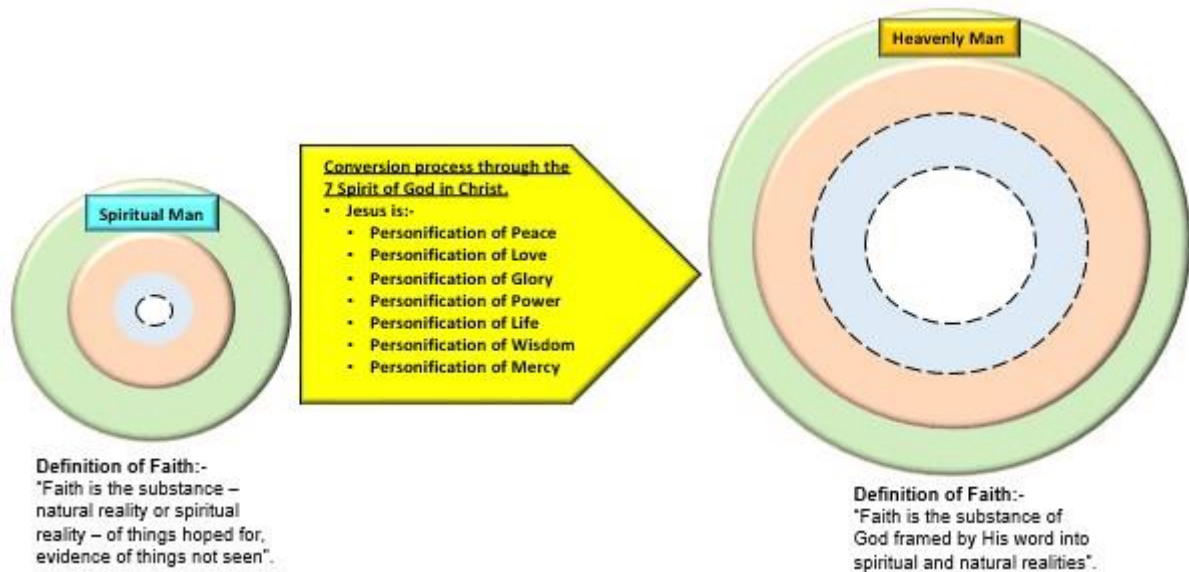 Spiritual Man
Conversion process through the
7 Spirit of God in Christ.
• Jesus is:-
• Personification of Peace
• Personification of Love
• Personification of Glory
• Personification of Power
• Personification of Life
• Personification of Wisdom
• Personification of Mercy
Heavenly Man
Definition of Faith:-
"Faith is the substance –
natural reality or spiritual
reality – of things hoped for,
evidence of things not seen".
Definition of Faith:-
"Faith is the substance of
God framed by His word into
spiritual and natural realities".